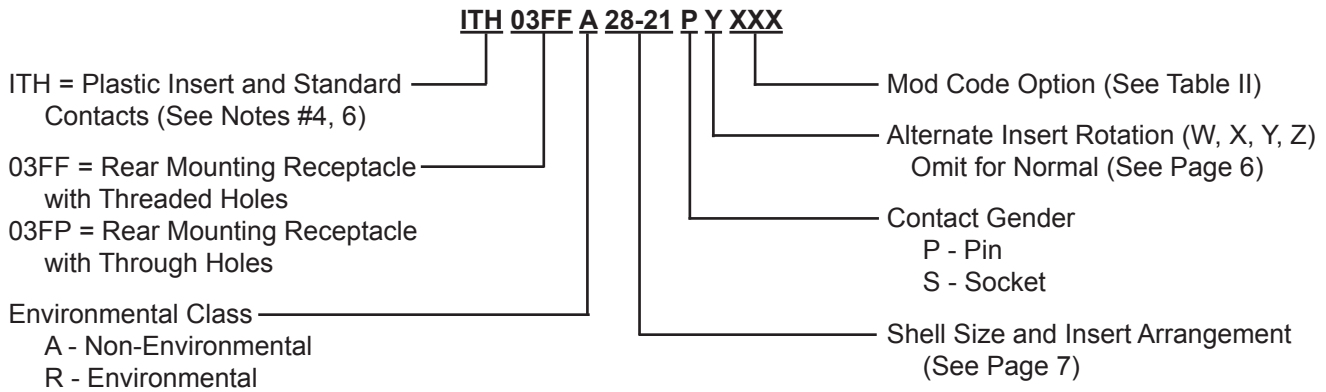 ITH 03FF A 28-21 P Y XXX
ITH = Plastic Insert and Standard
Contacts (See Notes #4, 6)
03FF = Rear Mounting Receptacle
with Threaded Holes
03FP = Rear Mounting Receptacle
with Through Holes
Environmental Class
A - Non-Environmental
R - Environmental
Mod Code Option (See Table II)
Alternate Insert Rotation (W, X, Y, Z)
Omit for Normal (See Page 6)
Contact Gender
P - Pin
S - Socket
Shell Size and Insert Arrangement
(See Page 7)